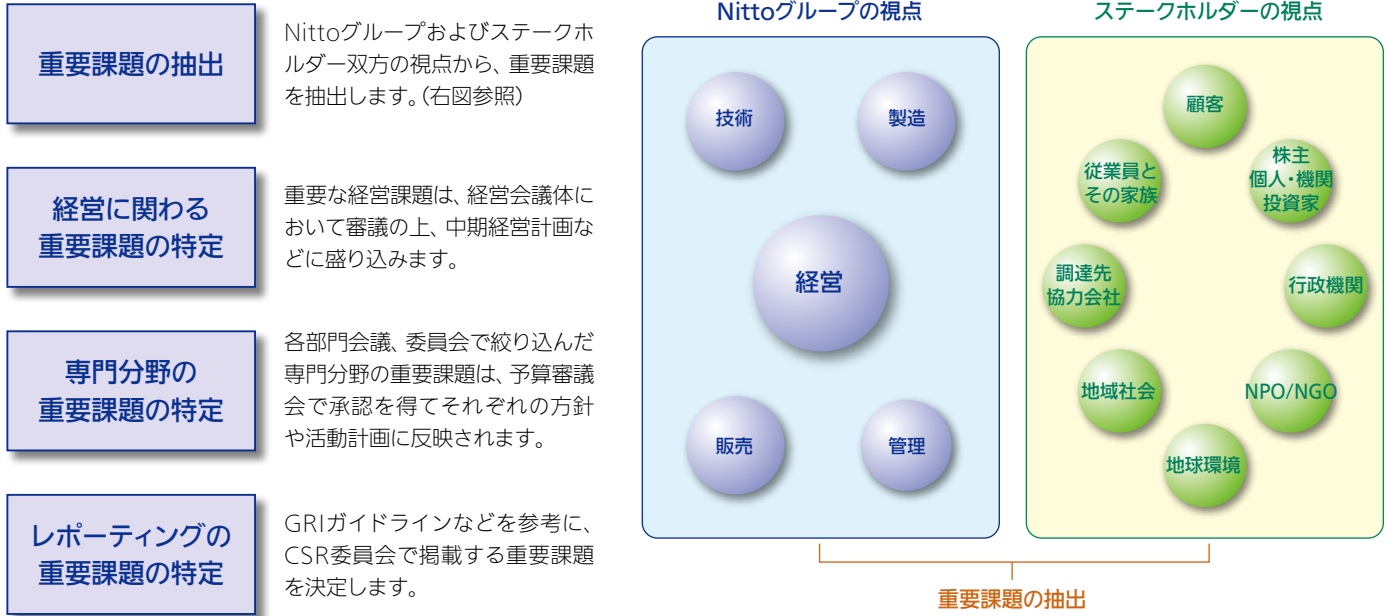 重要課題の抽出
Nittoグループおよびステークホ
ルダー双方の視点から、重要課題
を抽出します。(右図参照)
経営に関わる
重要課題の特定
重要な経営課題は、経営会議体に
おいて審議の上、中期経営計画な
どに盛り込みます。
専門分野の
重要課題の特定
各部門会議、委員会で絞り込んだ
専門分野の重要課題は、予算審議
会で承認を得てそれぞれの方針
や活動計画に反映されます。
レポーティングの
重要課題の特定
GRIガイドラインなどを参考に、
CSR委員会で掲載する重要課題
を決定します。
Nittoグループの視点
技術
製造
経営
販売
管理
ステークホルダーの視点
顧客
従業員と
その家族
株主
個人・機関
投資家
調達先
協力会社
行政機関
地域社会
NPO/NGO
地球環境
重要課題の抽出